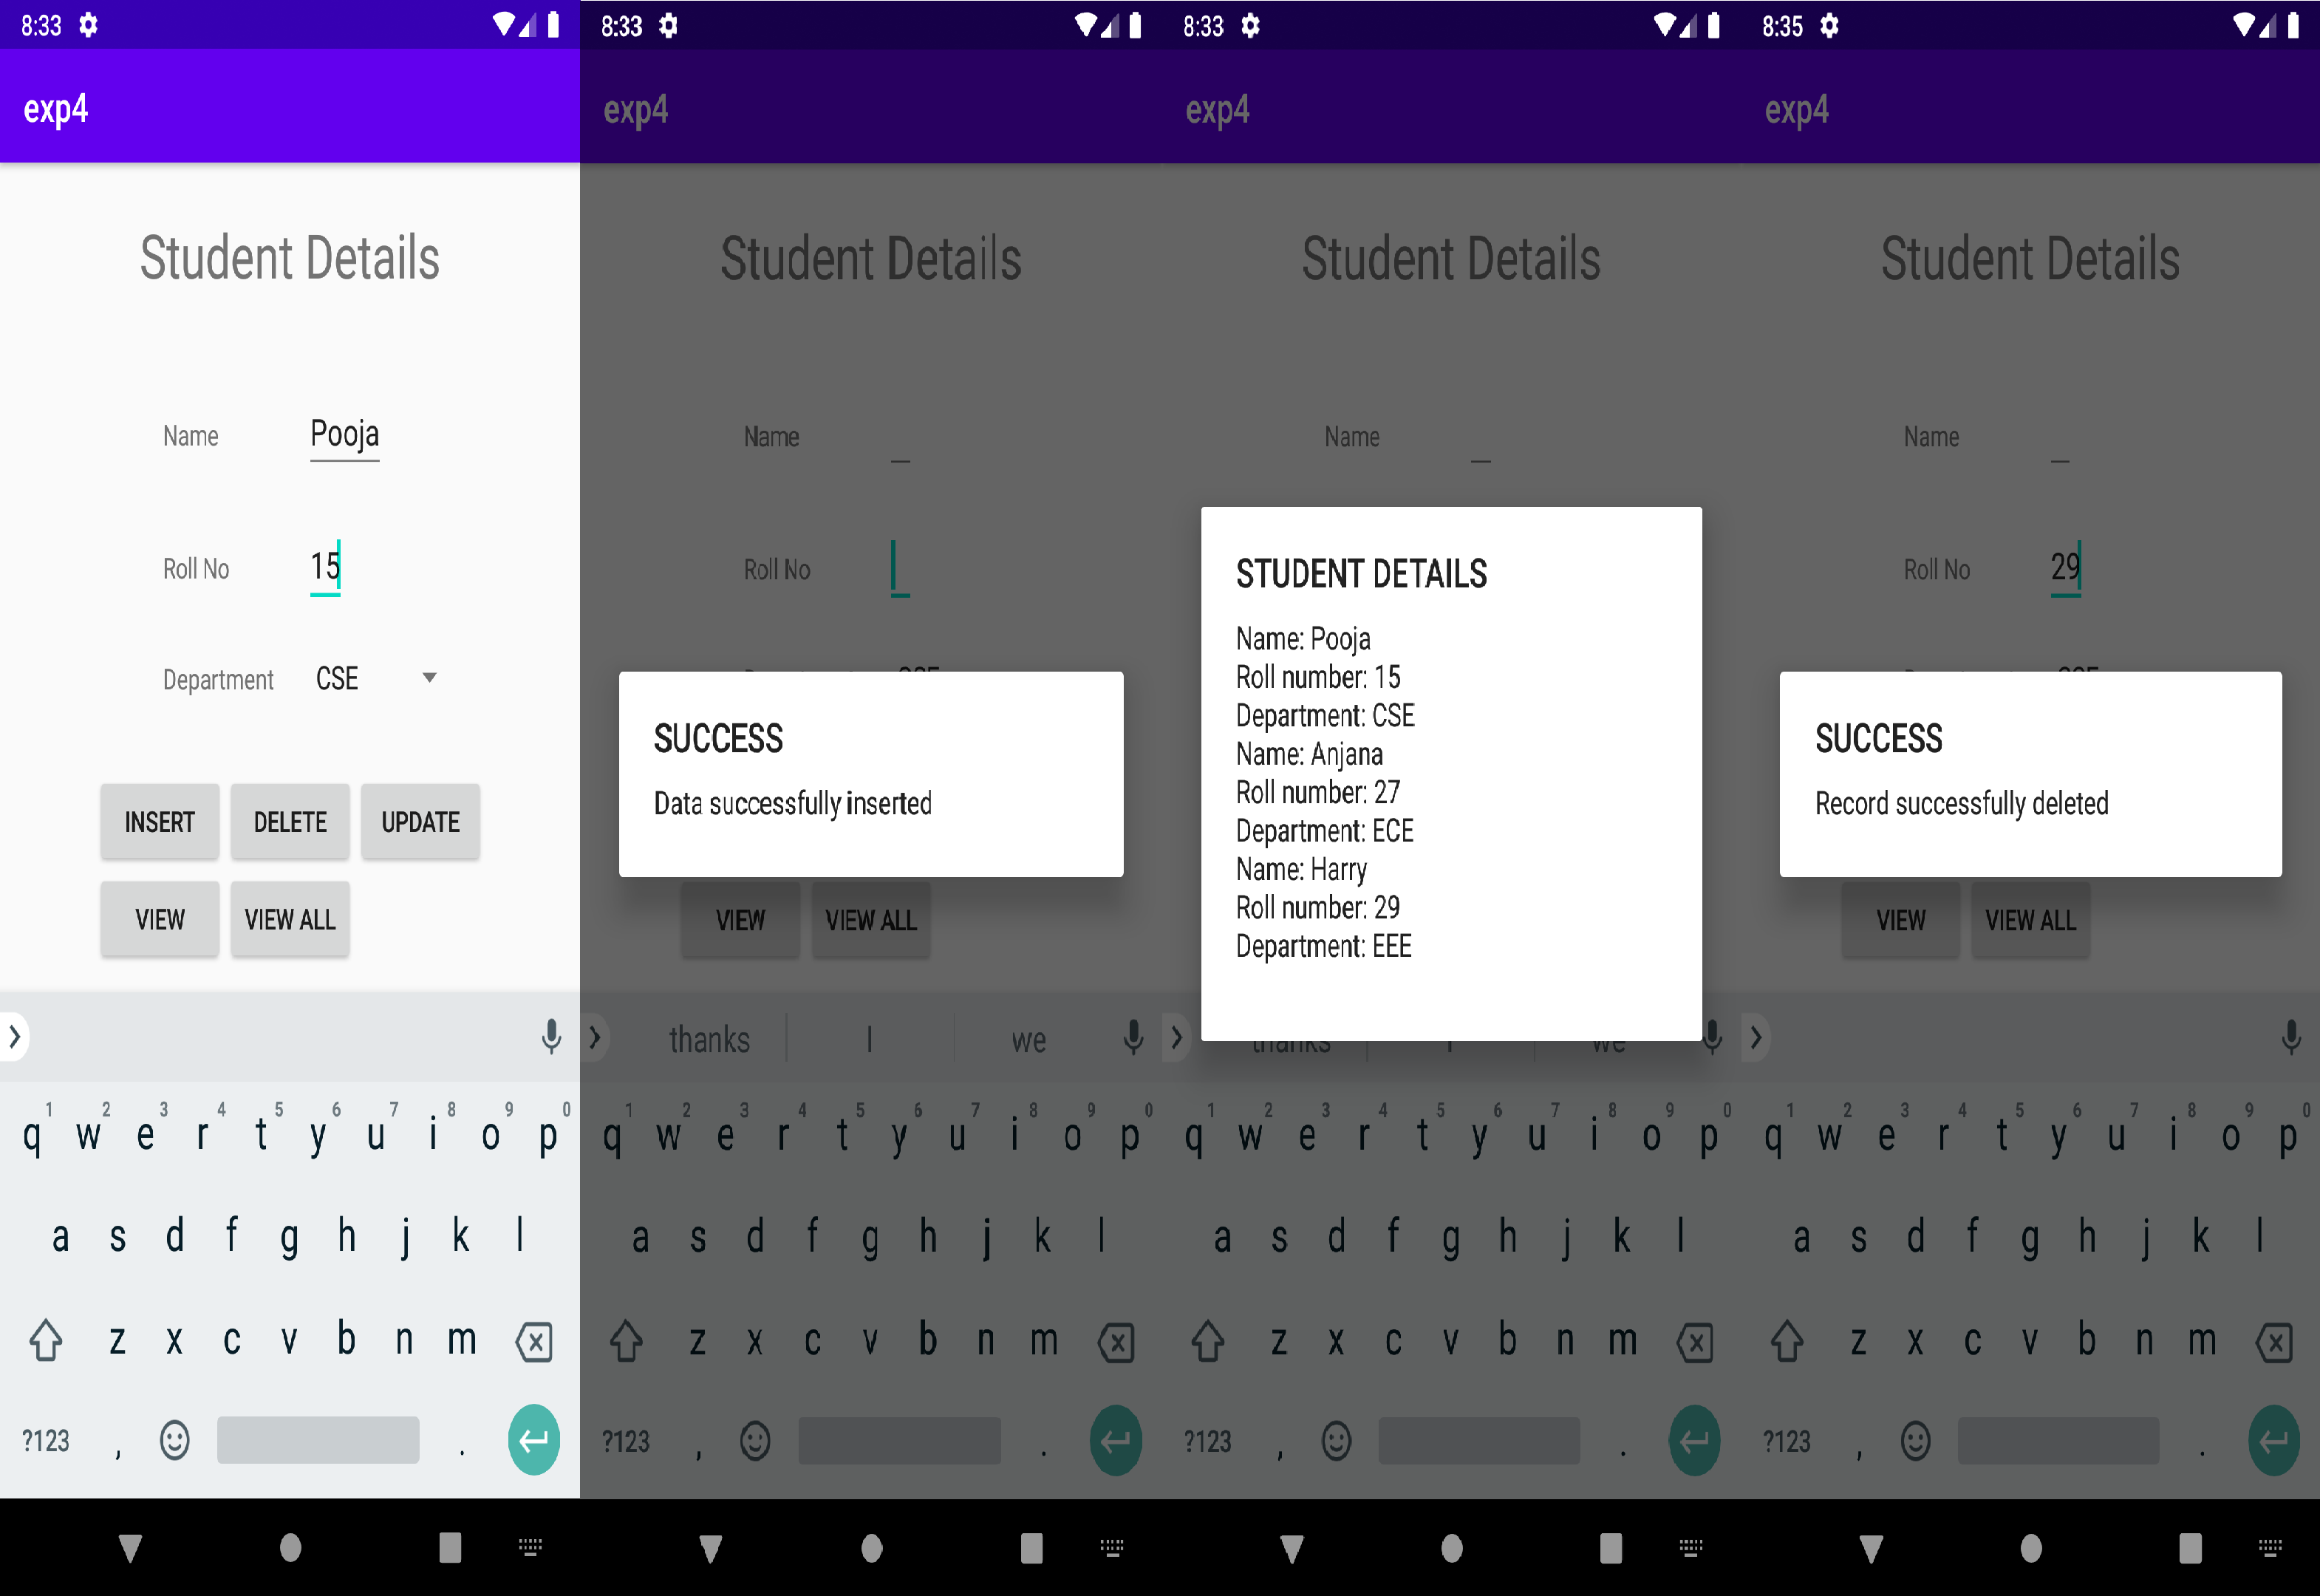 8:33
exp4
Student Details
Name Pooja
Roll No 15
Department CSE
INSERT DELETE UPDATE
VIEW VIEW ALL
1 2 3 4 5 6 7 8 9 0
q w e r t y u i o p
a s d f g h j k l
z x c v b n m
?123 , .
8:33
exp4
Student Details
Name
Roll No
SUCCESS
Data successfully inserted
VIEW VIEW ALL
thanks I we
1 2 3 4 5 6 7 8 9 0
q w e r t y u i o p
a s d f g h j k l
z x c v b n m
?123 , .
8:33
exp4
Student Details
Name
STUDENT DETAILS
Name: Pooja
Roll number: 15
Department: CSE
Name: Anjana
Roll number: 27
Department: ECE
Name: Harry
Roll number: 29
Department: EEE
thanks I we
1 2 3 4 5 6 7 8 9 0
q w e r t y u i o p
a s d f g h j k l
z x c v b n m
?123 , .
8:35
exp4
Student Details
Name
Roll No 29
SUCCESS
Record successfully deleted
VIEW VIEW ALL
1 2 3 4 5 6 7 8 9 0
q w e r t y u i o p
a s d f g h j k l
z x c v b n m
?123 , .